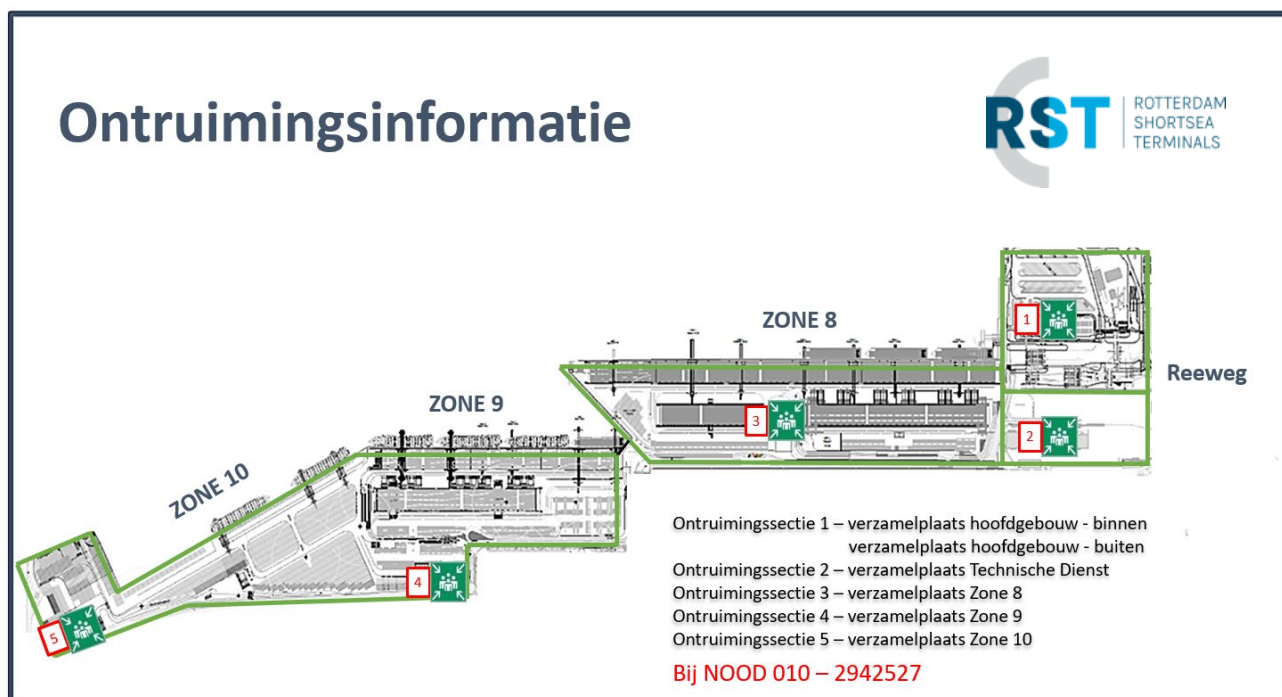 Ontruimingsinformatie
RST
ROTTERDAM
SHORTSEA
TERMINALS
1
ZONE 8
Reeweg
ZONE 9
3
2
ZONE 10
4
5
Ontruimingssectie 1 – verzamelplaats hoofdgebouw - binnen
verzamelplaats hoofdgebouw - buiten
Ontruimingssectie 2 – verzamelplaats Technische Dienst
Ontruimingssectie 3 – verzamelplaats Zone 8
Ontruimingssectie 4 – verzamelplaats Zone 9
Ontruimingssectie 5 – verzamelplaats Zone 10
Bij NOOD 010 – 2942527